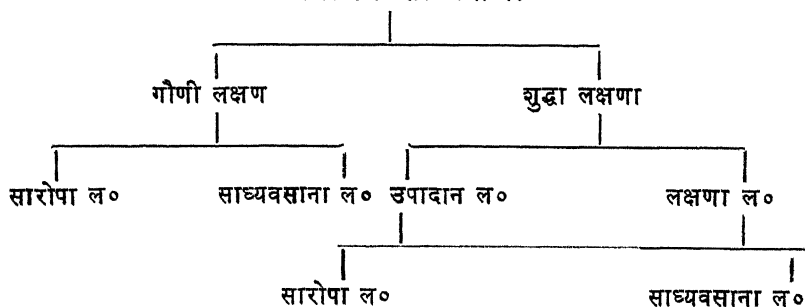 गौणी लक्षण शुद्धा लक्षणा
सारोपा ल० साध्यवसाना ल० उपादान ल० लक्षणा ल०
सारोपा ल० साध्यवसाना ल०